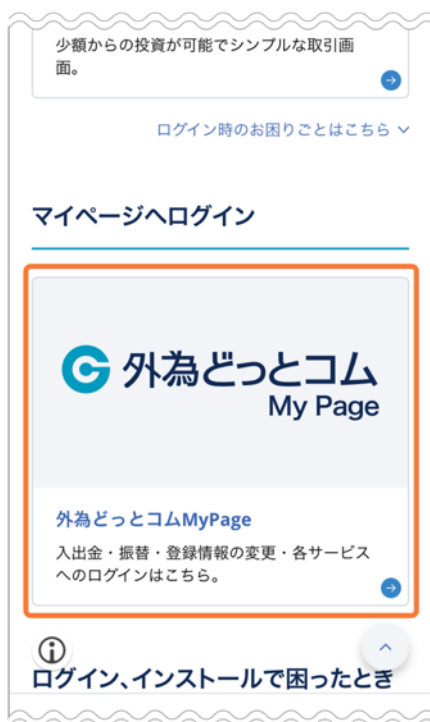 少額からの投資が可能でシンプルな取引画
面。
ログイン時のお困りごとはこちら
マイページへログイン
外為どっとコム
My Page
外為どっとコムMyPage
入出金・振替・登録情報の変更・各サービス
へのログインはこちら。
ログイン、インストールで困ったとき